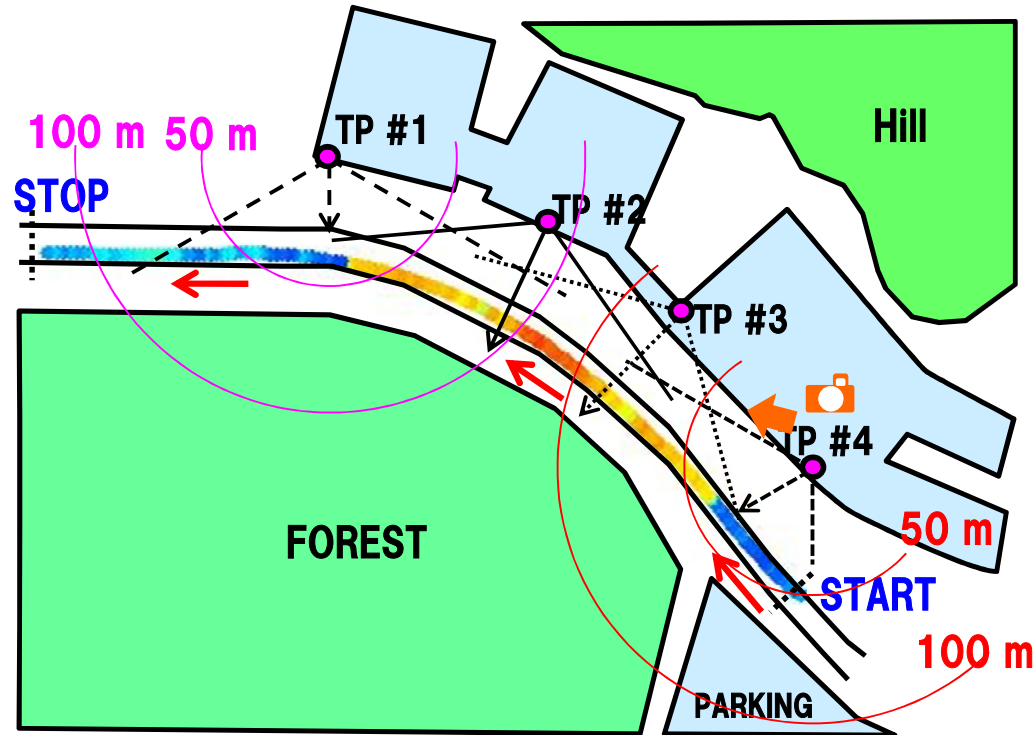 Hill
TP #1
100 m 50 m
STOP
TP #2
TP #3
TP #4
50 m
FOREST
START
100 m
PARKING